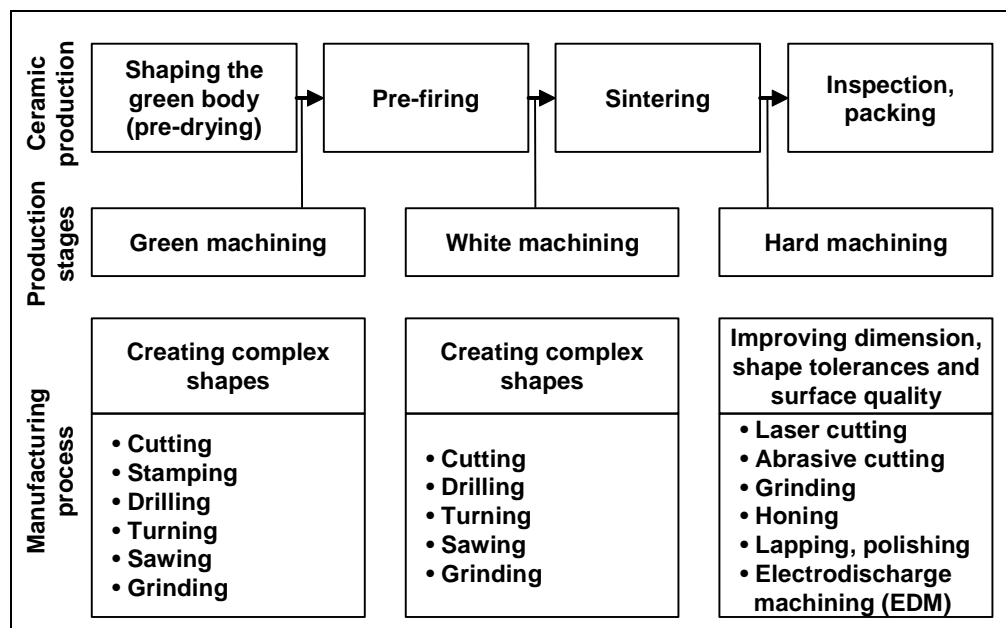 Ceramic
production
Shaping the
green body
(pre-drying)
Pre-firing
Sintering
Inspection,
packing
Production
stages
Green machining
White machining
Hard machining
Manufacturing
process
Creating complex
shapes
• Cutting
• Stamping
• Drilling
• Turning
• Sawing
• Grinding
Creating complex
shapes
• Cutting
• Drilling
• Turning
• Sawing
• Grinding
Improving dimension,
shape tolerances and
surface quality
• Laser cutting
• Abrasive cutting
• Grinding
• Honing
• Lapping, polishing
• Electrodischarge
machining (EDM)